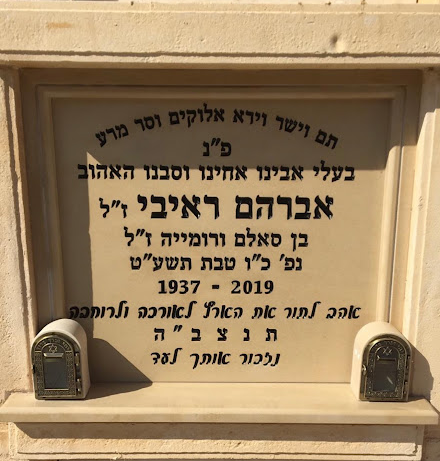 תם וישר וירא אלוקים וסר מרע
פ"נ
בעלי אבינו אחינו וסבנו האהוב
אברהם ראיבי ז"ל
בן סאלם ורומייה ז"ל
נפ' כ"ו טבת תשע"ט
1937 - 2019
אהב לתור את הארץ לאורכה ולרוחבה
ת נ צ ב " ה
נזכור אותך לעד